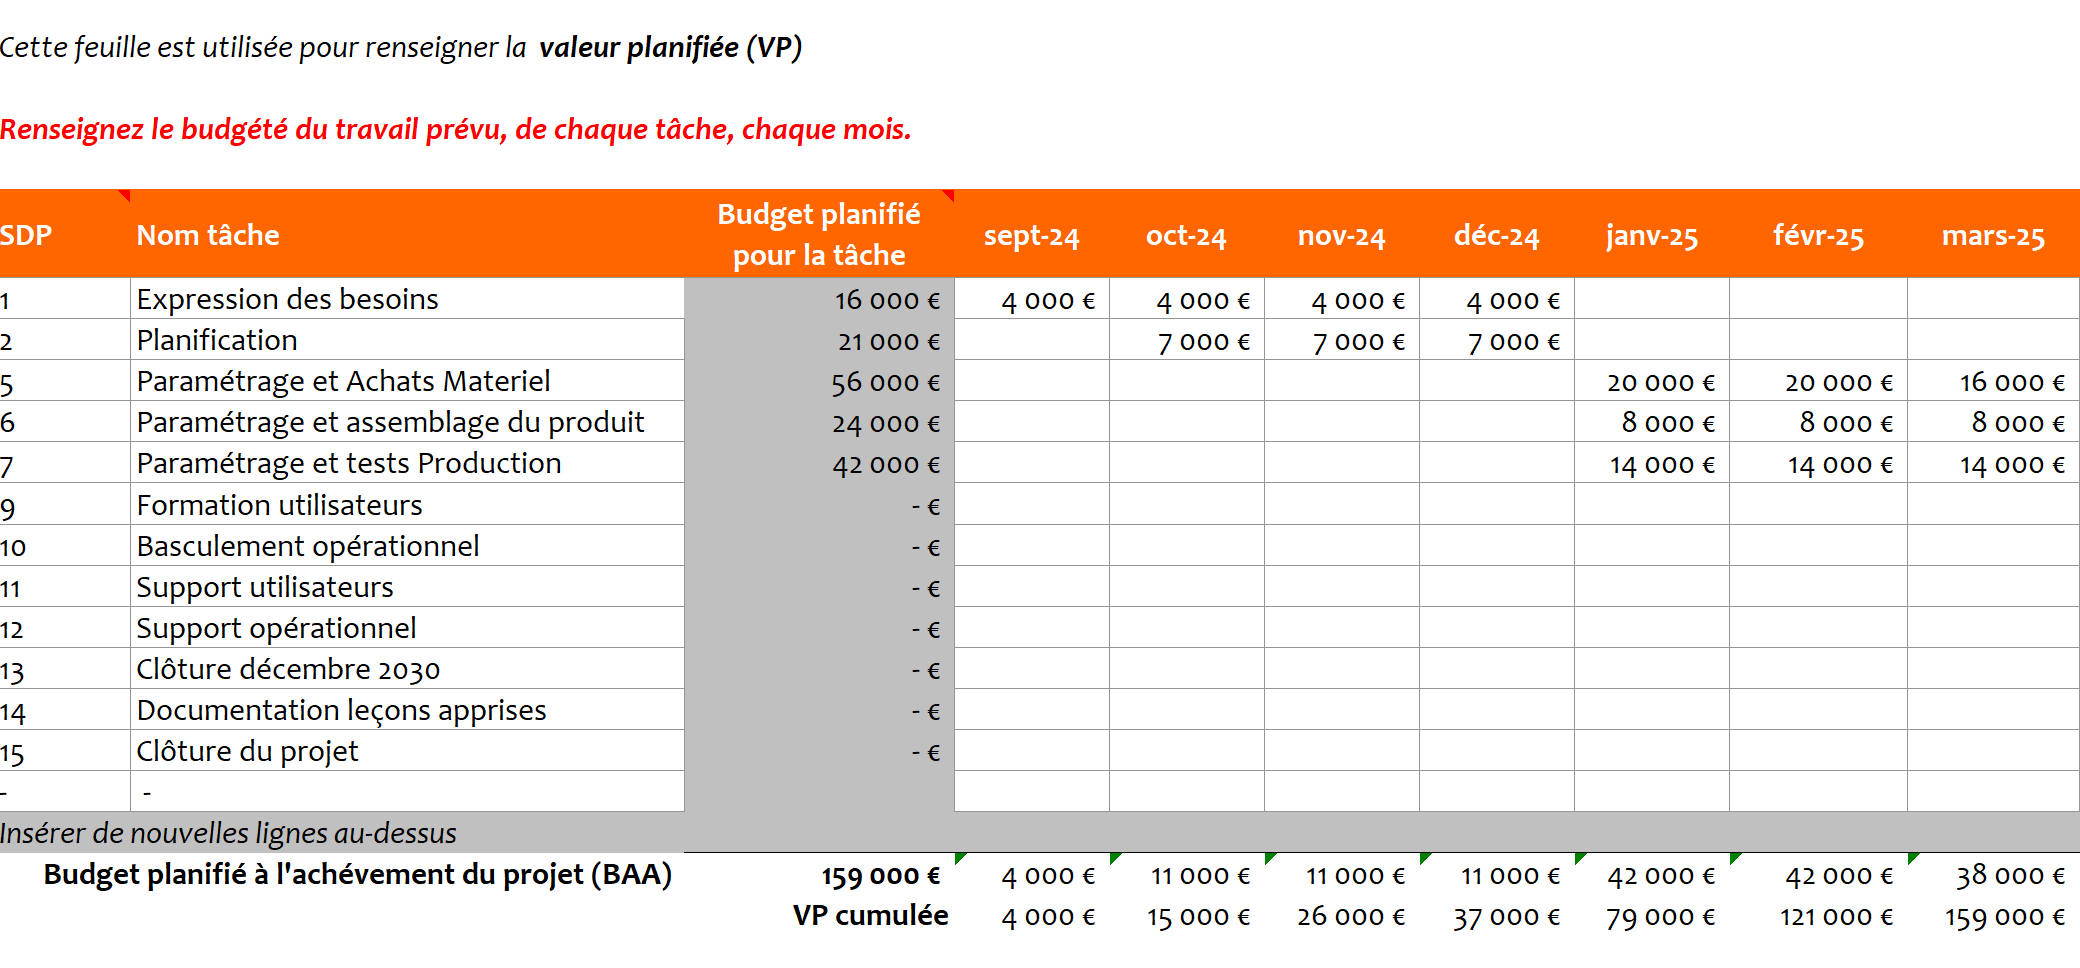 Cette feuille est utilisée pour renseigner la valeur planifiée (VP)
Renseignez le budgété du travail prévu, de chaque tâche, chaque mois.
SDP Nom tâche Budget planifié pour la tâche sept-24 oct-24 nov-24 déc-24 janv-25 févr-25 mars-25
1 Expression des besoins 16 000 € 4 000 € 4 000 € 4 000 € 4 000 €
2 Planification 21 000 € 7 000 € 7 000 € 7 000 €
5 Paramétrage et Achats Materiel 56 000 € 20 000 € 20 000 € 16 000 €
6 Paramétrage et assemblage du produit 24 000 € 8 000 € 8 000 € 8 000 €
7 Paramétrage et tests Production 42 000 € 14 000 € 14 000 € 14 000 €
9 Formation utilisateurs - €
10 Basculement opérationnel - €
11 Support utilisateurs - €
12 Support opérationnel - €
13 Clôture décembre 2030 - €
14 Documentation leçons apprises - €
15 Clôture du projet - €
- -
Insérer de nouvelles lignes au-dessus
Budget planifié à l'achévement du projet (BAA) 159 000 € 4 000 € 11 000 € 11 000 € 11 000 € 42 000 € 42 000 € 38 000 €
VP cumulée 4 000 € 15 000 € 26 000 € 37 000 € 79 000 € 121 000 € 159 000 €